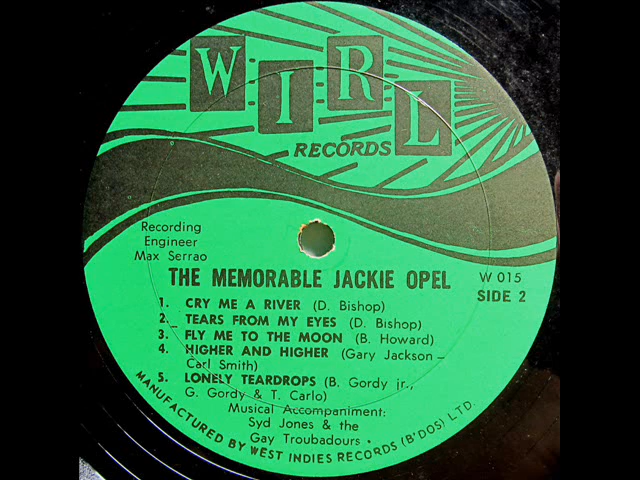 WIRL
RECORDS
Recording
Engineer
Max Serrao
THE MEMORABLE JACKIE OPEL
W 015
SIDE 2
1. CRY ME A RIVER (D. Bishop)
2. TEARS FROM MY EYES (D. Bishop)
3. FLY ME TO THE MOON (B. Howard)
4. HIGHER AND HIGHER (Gary Jackson –
Carl Smith)
5. LONELY TEARDROPS (B. Gordy jr.,
G. Gordy & T. Carlo)
Musical Accompaniment:
Syd Jones & the
Gay Troubadours •
MANUFACTURED BY WEST INDIES RECORDS (B'DOS) LTD.